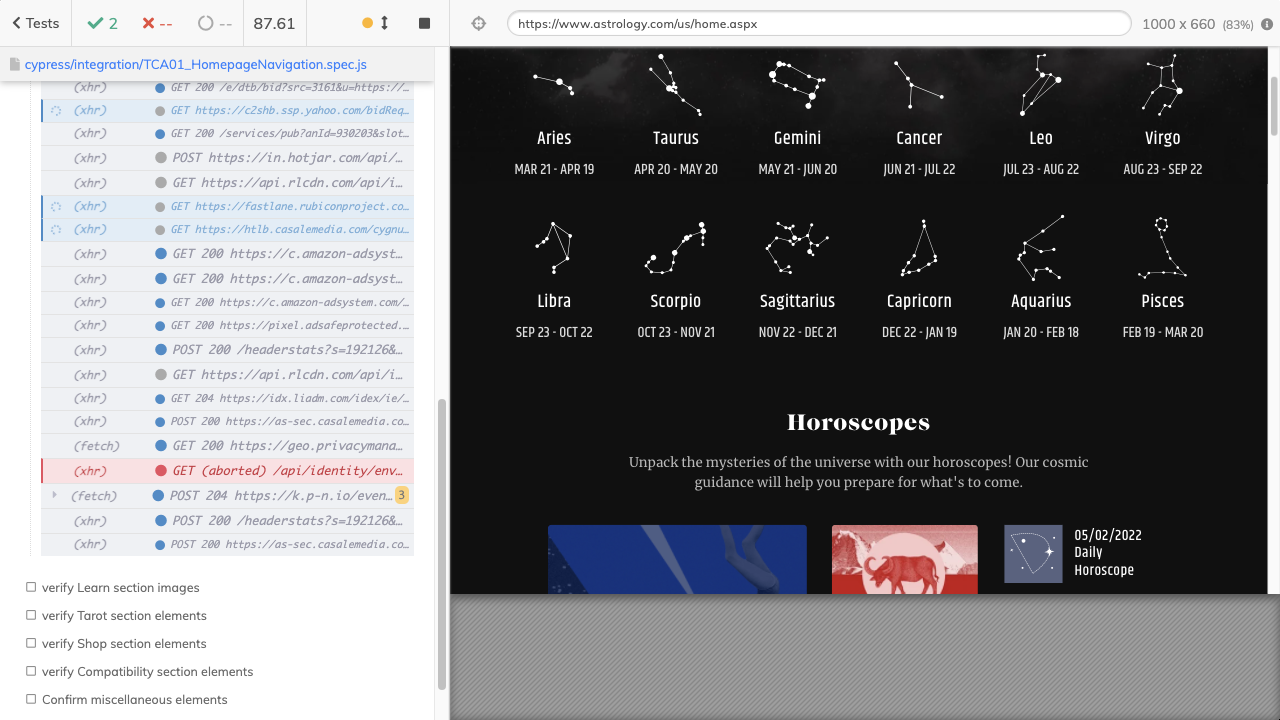 Tests
2
--
--
87.61
https://www.astrology.com/us/home.aspx
1000 x 660 (83%)
cypress/integration/TCA01_HomepageNavigation.spec.js
(xhr) GET 200 /e/dtb/bid?src=3161&u=https://...
(xhr) GET https://c2shb.ssp.yahoo.com/bidReq...
(xhr) GET 200 /services/pub?anId=930203&slot...
(xhr) POST https://in.hotjar.com/api/...
(xhr) GET https://api.rlcdn.com/api/i...
(xhr) GET https://fastlane.rubiconproject.co...
(xhr) GET https://htlb.casalemedia.com/cygnu...
(xhr) GET 200 https://c.amazon-adsyst...
(xhr) GET 200 https://c.amazon-adsyst...
(xhr) GET 200 https://c.amazon-adsystem.com/...
(xhr) GET 200 https://pixel.adsafeprotected....
(xhr) POST 200 /headerstats?s=192126&...
(xhr) GET https://api.rlcdn.com/api/i...
(xhr) GET 204 https://idx.liadm.com/idex/ie/...
(xhr) POST 200 https://as-sec.casalemedia.co...
(fetch) GET 200 https://geo.privacymana...
(xhr) GET (aborted) /api/identity/env...
(fetch) POST 204 https://k.p-n.io/even... 3
(xhr) POST 200 /headerstats?s=192126&...
(xhr) POST 200 https://as-sec.casalemedia.co...
verify Learn section images
verify Tarot section elements
verify Shop section elements
verify Compatibility section elements
Confirm miscellaneous elements
Aries Taurus Gemini Cancer Leo Virgo
MAR 21 - APR 19 APR 20 - MAY 20 MAY 21 - JUN 20 JUN 21 - JUL 22 JUL 23 - AUG 22 AUG 23 - SEP 22
Libra Scorpio Sagittarius Capricorn Aquarius Pisces
SEP 23 - OCT 22 OCT 23 - NOV 21 NOV 22 - DEC 21 DEC 22 - JAN 19 JAN 20 - FEB 18 FEB 19 - MAR 20
Horoscopes
Unpack the mysteries of the universe with our horoscopes! Our cosmic
guidance will help you prepare for what's to come.
05/02/2022
Daily
Horoscope